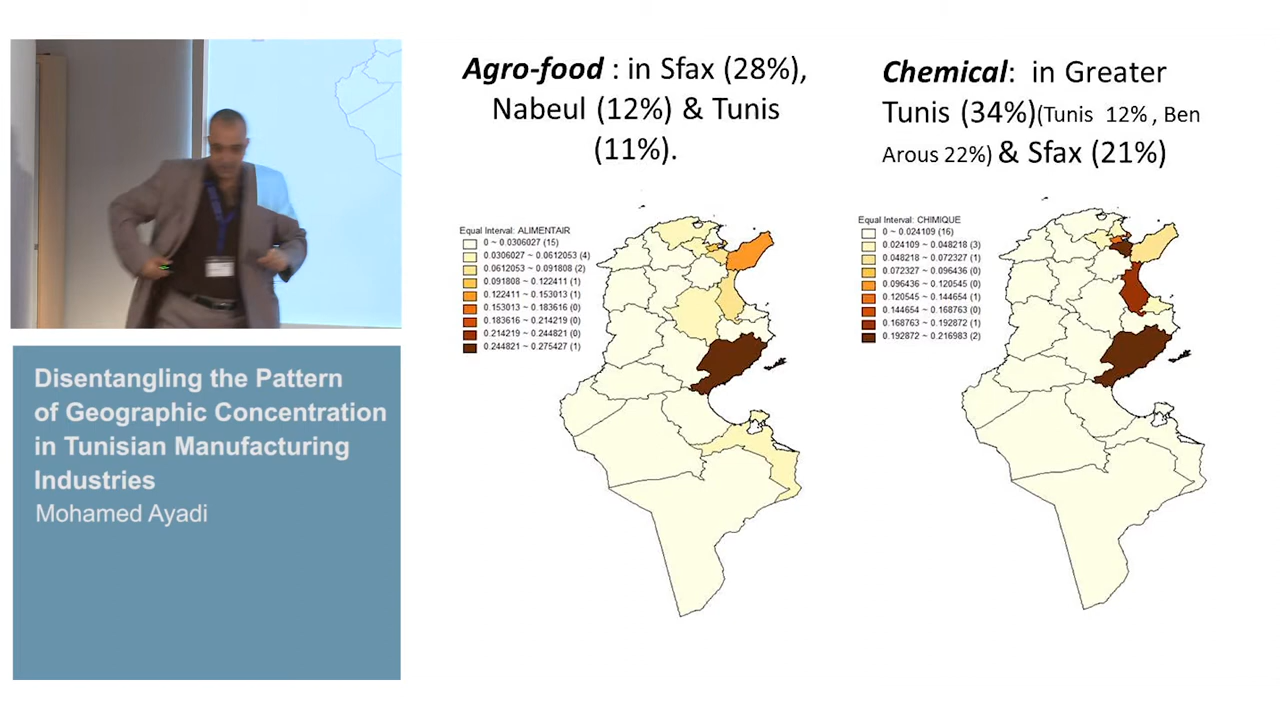 Agro-food : in Sfax (28%),
Nabeul (12%) & Tunis
(11%).
Chemical: in Greater
Tunis (34%)(Tunis 12% , Ben
Arous 22%) & Sfax (21%)
Equal Interval: ALIMENTAIR
0 ~ 0.0306027 (15)
0.0306027 ~ 0.0612053 (4)
0.0612053 ~ 0.091808 (2)
0.091808 ~ 0.122411 (1)
0.122411 ~ 0.153013 (1)
0.153013 ~ 0.183616 (0)
0.183616 ~ 0.214219 (0)
0.214219 ~ 0.244821 (0)
0.244821 ~ 0.275427 (1)
Equal Interval: CHIMIQUE
0 ~ 0.024109 (16)
0.024109 ~ 0.048218 (3)
0.048218 ~ 0.072327 (1)
0.072327 ~ 0.096436 (0)
0.096436 ~ 0.120545 (0)
0.120545 ~ 0.144654 (1)
0.144654 ~ 0.168763 (0)
0.168763 ~ 0.192872 (1)
0.192872 ~ 0.216983 (2)
Disentangling the Pattern
of Geographic Concentration
in Tunisian Manufacturing
Industries
Mohamed Ayadi